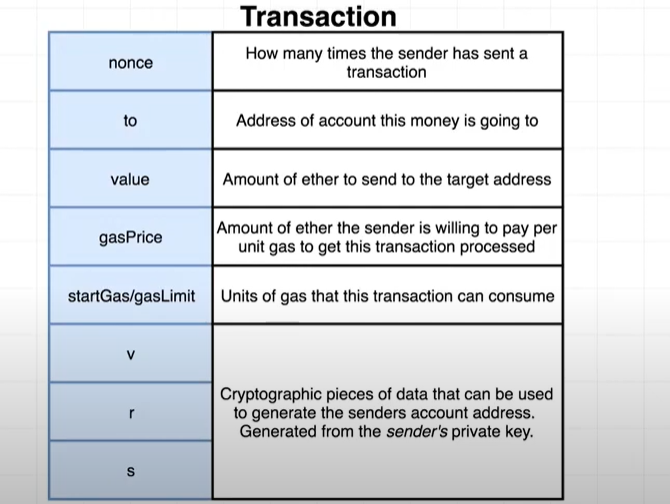 Transaction
nonce
How many times the sender has sent a
transaction
to
Address of account this money is going to
value
Amount of ether to send to the target address
gasPrice
Amount of ether the sender is willing to pay per
unit gas to get this transaction processed
startGas/gasLimit
Units of gas that this transaction can consume
v
r
s
Cryptographic pieces of data that can be used
to generate the senders account address.
Generated from the sender's private key.